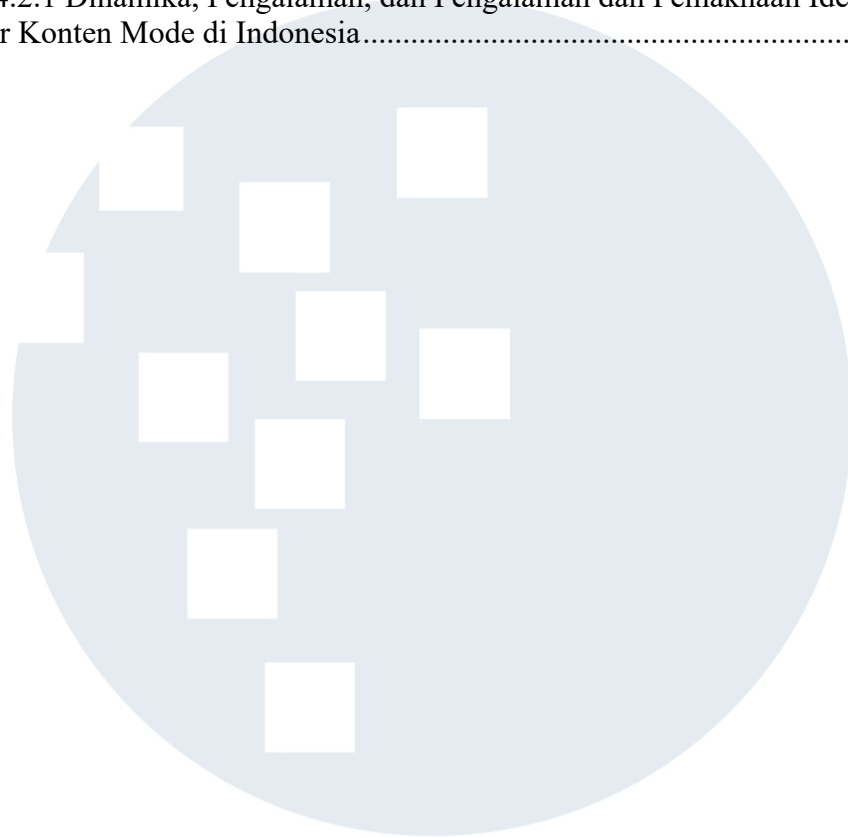 4.2.1 Dinamika, Pengalaman, dan Pengalaman dan Pemaknaan Ide
r Konten Mode di Indonesia......................................................................